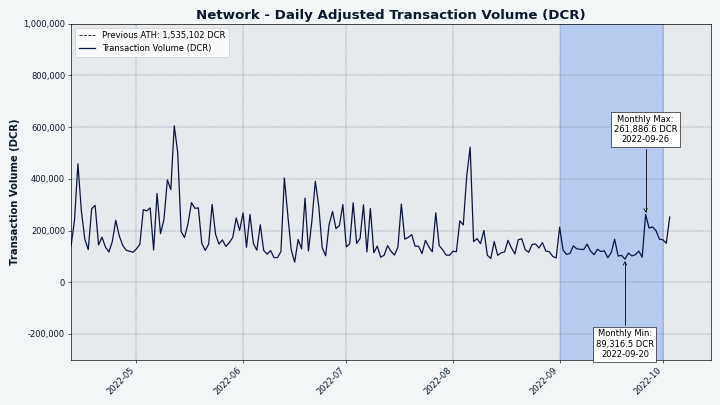 Network - Daily Adjusted Transaction Volume (DCR)
Previous ATH: 1,535,102 DCR
Transaction Volume (DCR)
Transaction Volume (DCR)
1,000,000
800,000
600,000
400,000
200,000
0
-200,000
Monthly Max:
261,886.6 DCR
2022-09-26
Monthly Min:
89,316.5 DCR
2022-09-20
2022-05
2022-06
2022-07
2022-08
2022-09
2022-10